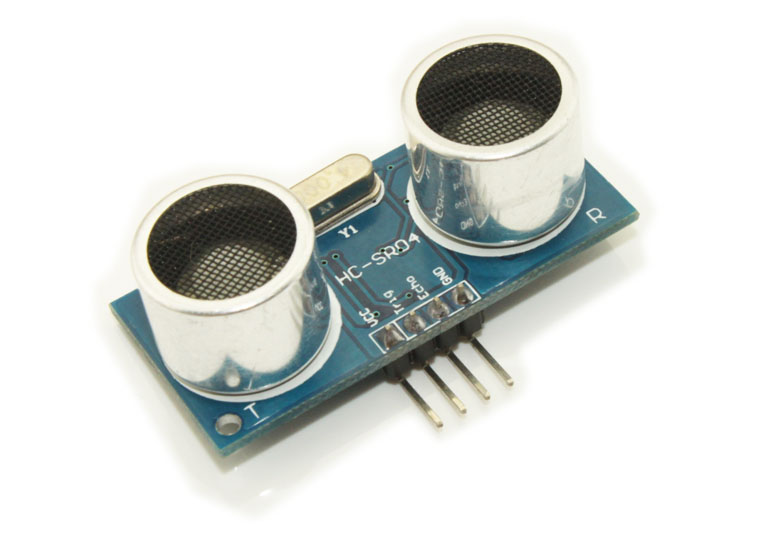 Y1
HC-SR04
Vcc
Trig
Echo
GND
T
R